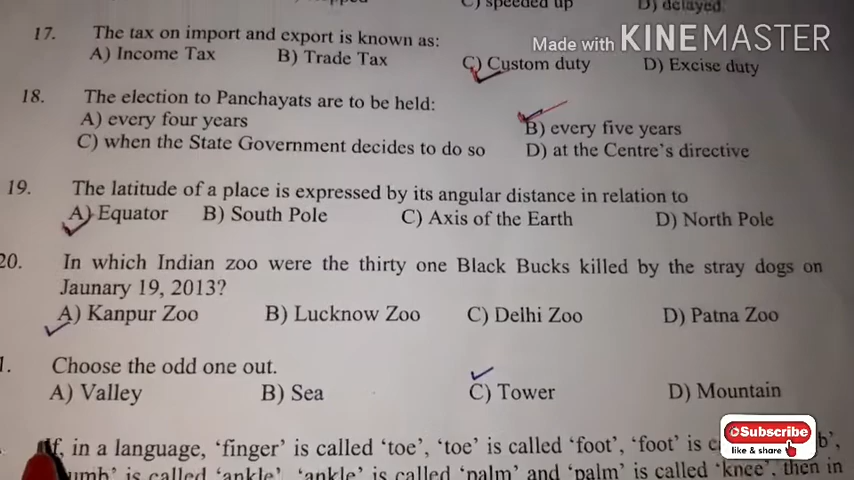 C) speeded up D) delayed
17. The tax on import and export is known as:
A) Income Tax B) Trade Tax C) Custom duty D) Excise duty
Made with KINEMASTER
18. The election to Panchayats are to be held:
A) every four years B) every five years
C) when the State Government decides to do so D) at the Centre's directive
19. The latitude of a place is expressed by its angular distance in relation to
A) Equator B) South Pole C) Axis of the Earth D) North Pole
20. In which Indian zoo were the thirty one Black Bucks killed by the stray dogs on
Jaunary 19, 2013?
A) Kanpur Zoo B) Lucknow Zoo C) Delhi Zoo D) Patna Zoo
1. Choose the odd one out.
A) Valley B) Sea C) Tower D) Mountain
Subscribe
like & share
in a language, 'finger' is called 'toe', 'toe' is called 'foot', 'foot' is
is called 'ankle', 'ankle' is called 'palm' and 'palm' is called 'knee', then in